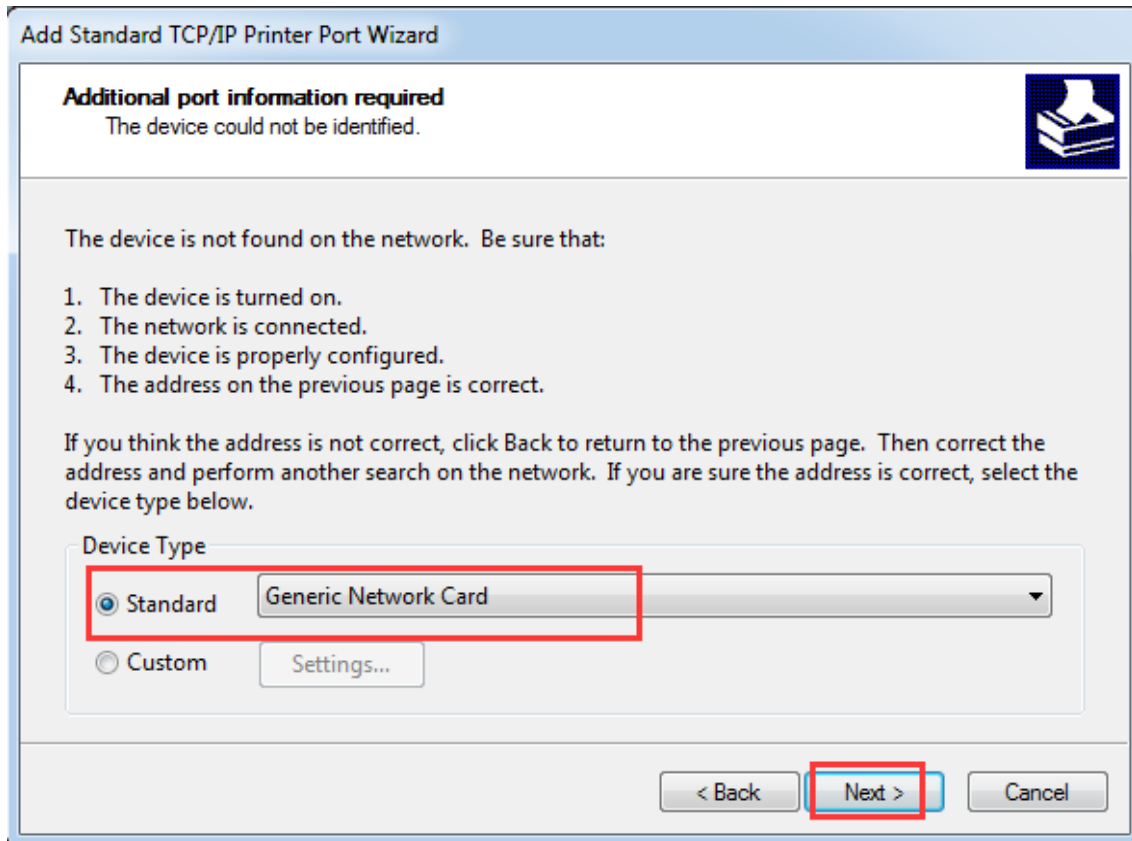 Add Standard TCP/IP Printer Port Wizard
Additional port information required
The device could not be identified.
The device is not found on the network. Be sure that:
1. The device is turned on.
2. The network is connected.
3. The device is properly configured.
4. The address on the previous page is correct.
If you think the address is not correct, click Back to return to the previous page. Then correct the
address and perform another search on the network. If you are sure the address is correct, select the
device type below.
Device Type
Standard Generic Network Card
Custom Settings...
< Back Next > Cancel